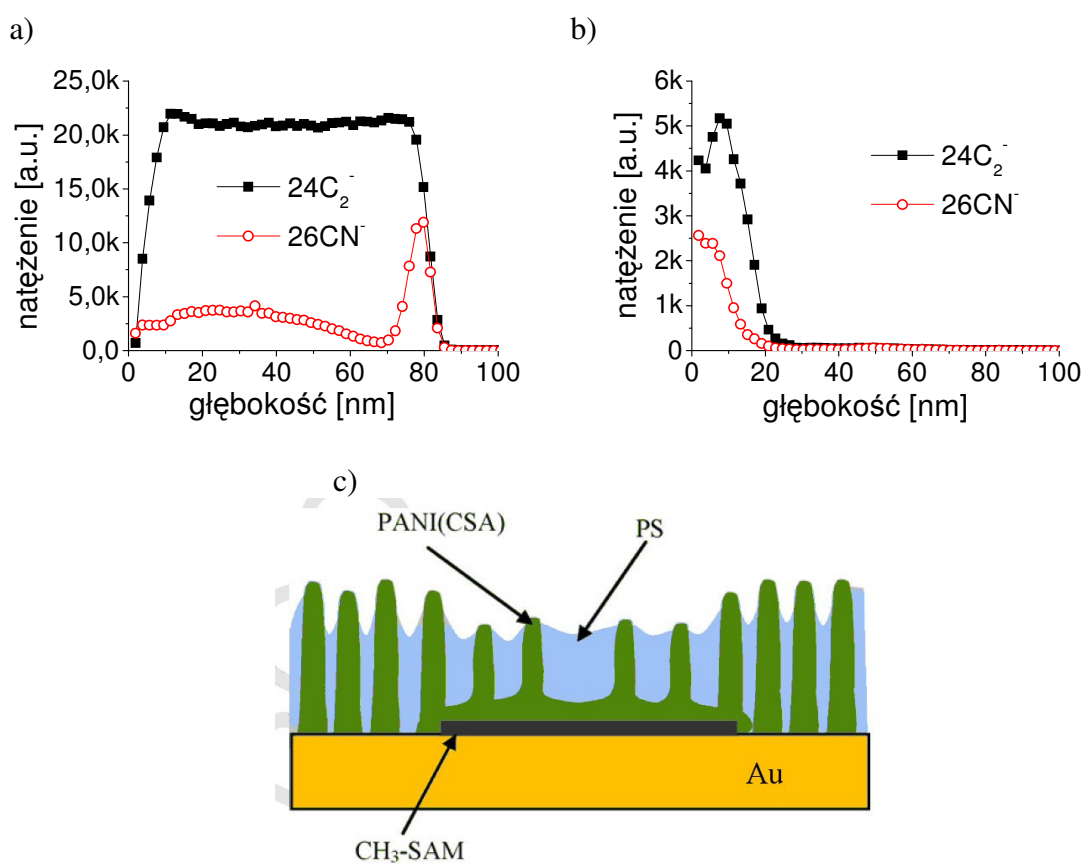 a)
25,0k
20,0k
15,0k
10,0k
5,0k
0,0
natężenie [a.u.]
24C₂⁻
26CN⁻
0 20 40 60 80 100
głębokość [nm]
b)
6k
5k
4k
3k
2k
1k
0
natężenie [a.u.]
24C₂⁻
26CN⁻
0 20 40 60 80 100
głębokość [nm]
c)
PANI(CSA)
PS
Au
CH₃-SAM